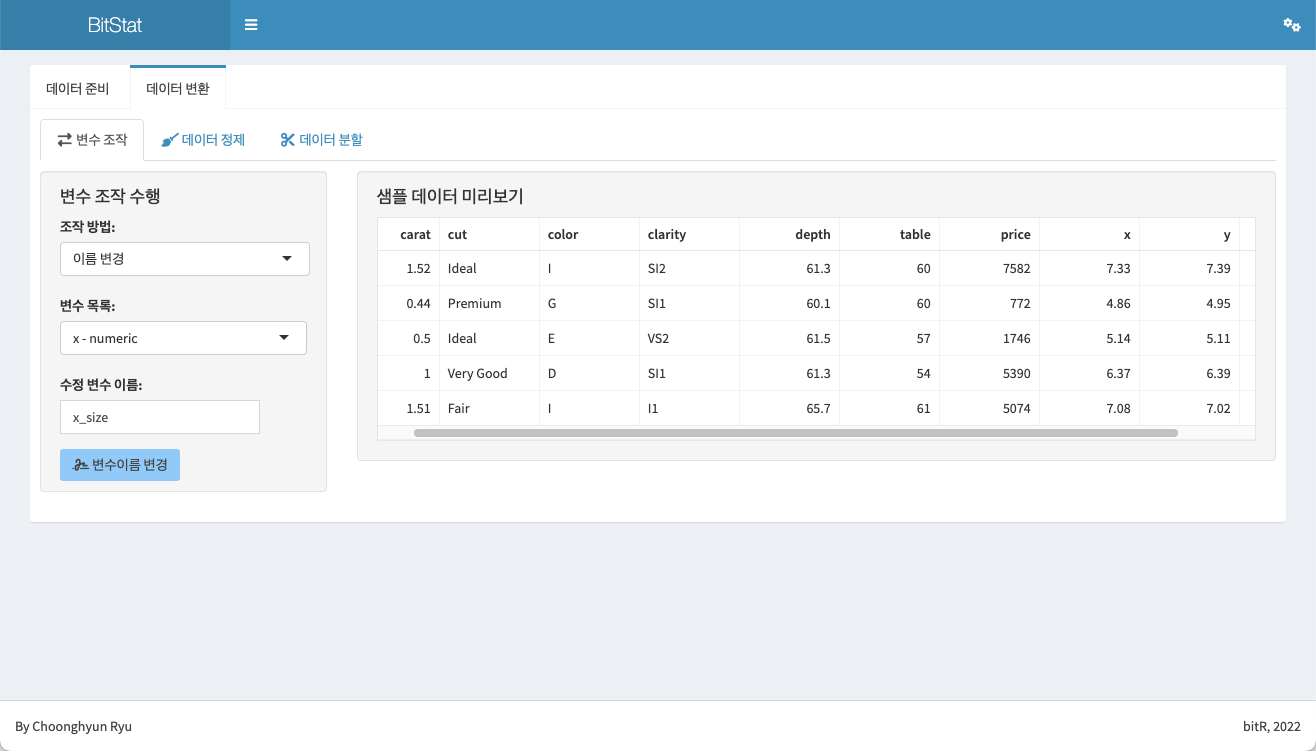 BitStat
데이터 준비 데이터 변환
변수 조작 데이터 정제 데이터 분할
변수 조작 수행
조작 방법:
이름 변경
변수 목록:
x - numeric
수정 변수 이름:
x_size
변수이름 변경
샘플 데이터 미리보기
carat cut color clarity depth table price x y
1.52 Ideal I SI2 61.3 60 7582 7.33 7.39
0.44 Premium G SI1 60.1 60 772 4.86 4.95
0.5 Ideal E VS2 61.5 57 1746 5.14 5.11
1 Very Good D SI1 61.3 54 5390 6.37 6.39
1.51 Fair I I1 65.7 61 5074 7.08 7.02
By Choonghyun Ryu bitR, 2022